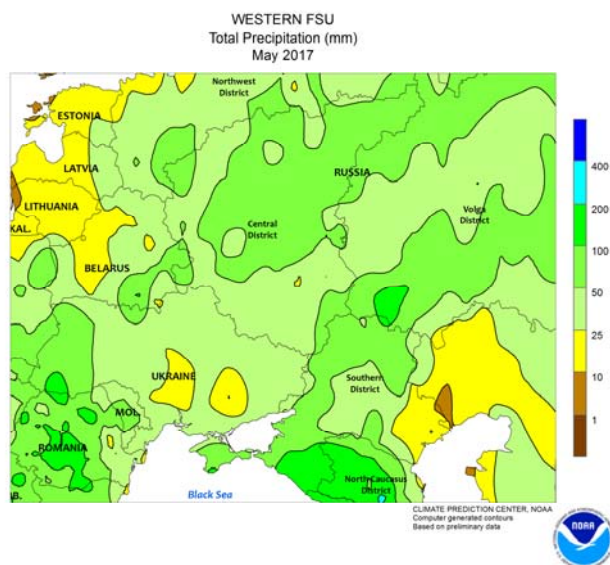 WESTERN FSU
Total Precipitation (mm)
May 2017
Northwest
District
ESTONIA
LATVIA
RUSSIA
LITHUANIA
KAL.
Central
District
Volga
District
BELARUS
UKRAINE
Southern
District
MOL.
ROMANIA
North Caucasus
District
B.
Black Sea
400
200
100
50
25
10
1
CLIMATE PREDICTION CENTER, NOAA
Computer generated contours
Based on preliminary data
NOAA